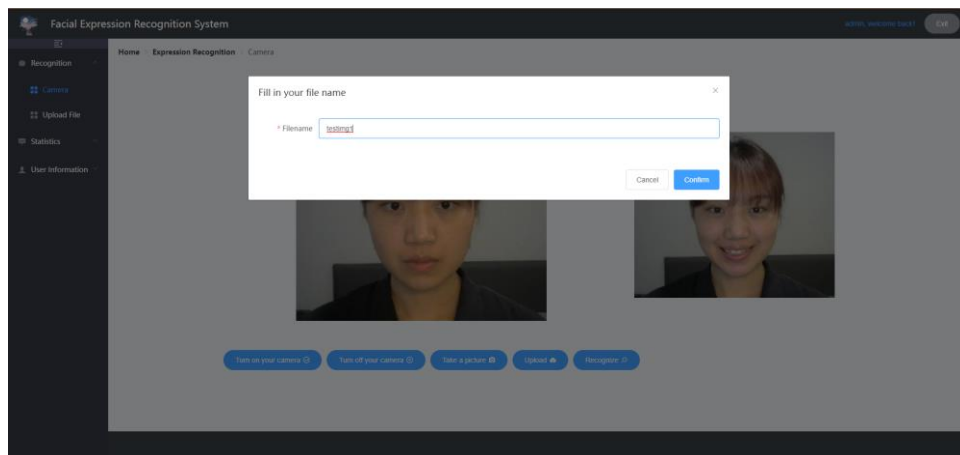 Facial Expression Recognition System
admin, welcome back!
Exit
Recognition
Home Expression Recognition Camera
Camera
Upload File
Statistics
User Information
Fill in your file name
* Filename testimg1
Cancel Confirm
Turn on your camera Turn off your camera Take a picture Upload Recognize